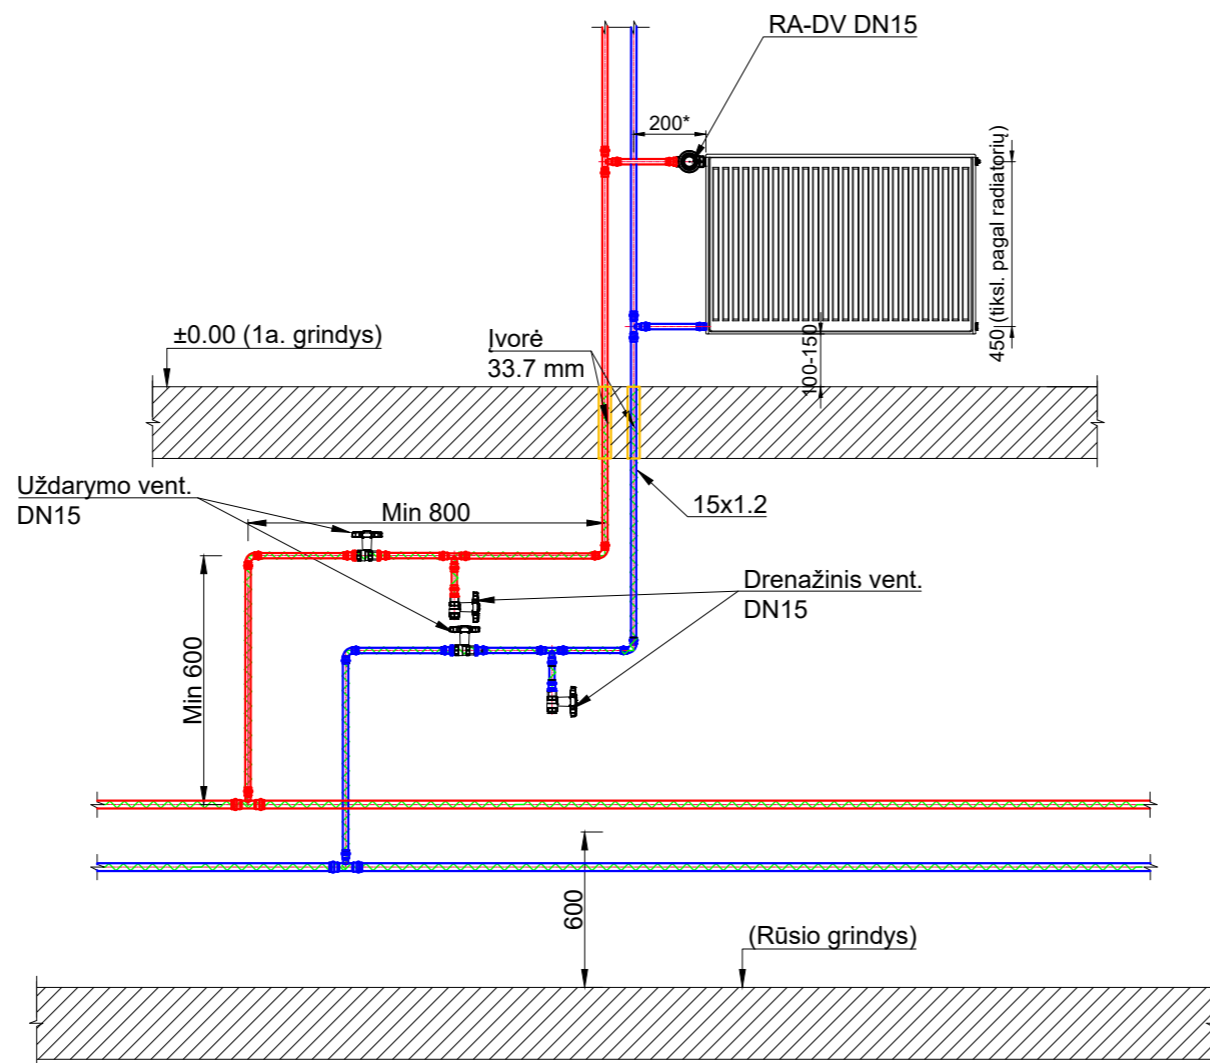 RA-DV DN15
200*
450 (tiksl. pagal radiatorių)
±0.00 (1a. grindys)
Įvorė
33.7 mm
100-150
Uždarymo vent.
DN15
Min 800
15x1.2
Drenažinis vent.
DN15
Min 600
600
(Rūsio grindys)